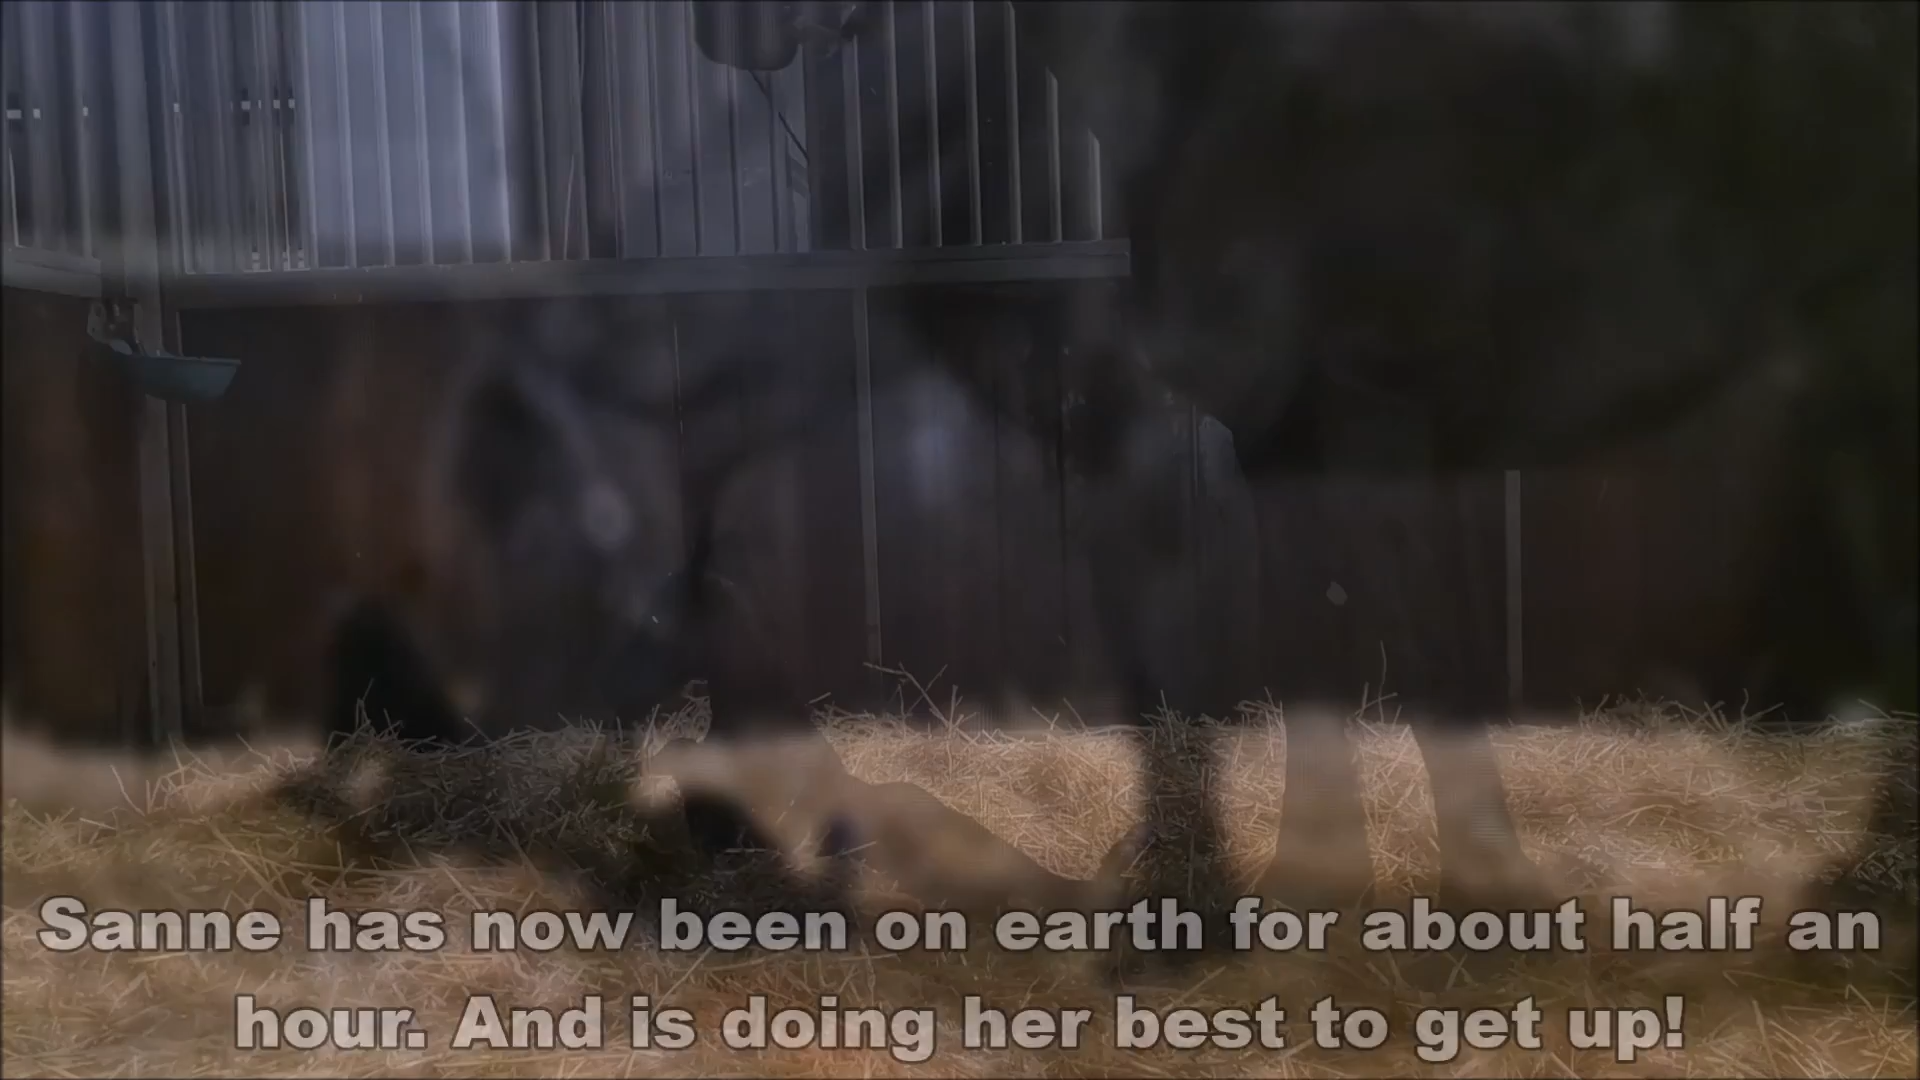 Sanne has now been on earth for about half an
hour. And is doing her best to get up!